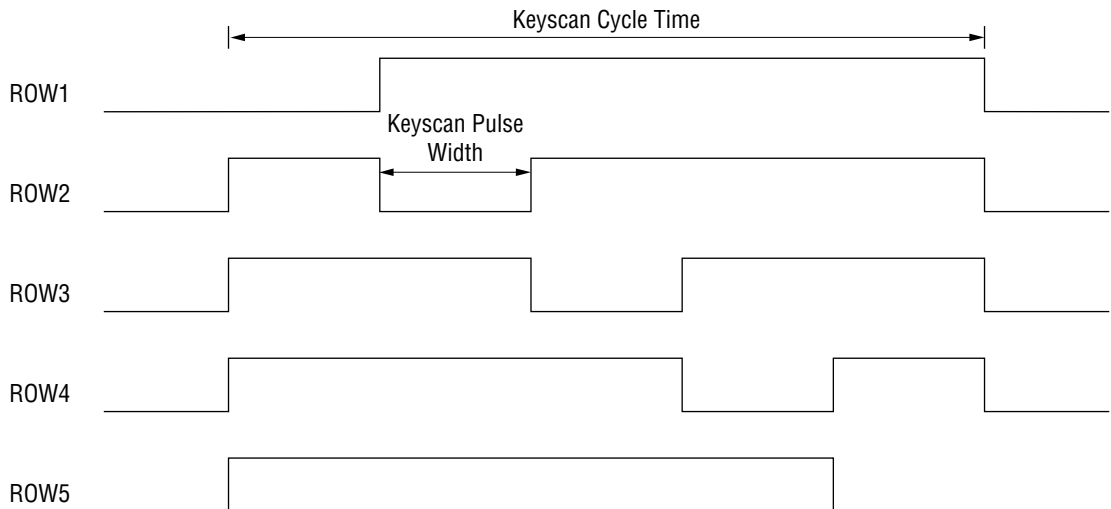 Keyscan Cycle Time
ROW1
Keyscan Pulse
Width
ROW2
ROW3
ROW4
ROW5